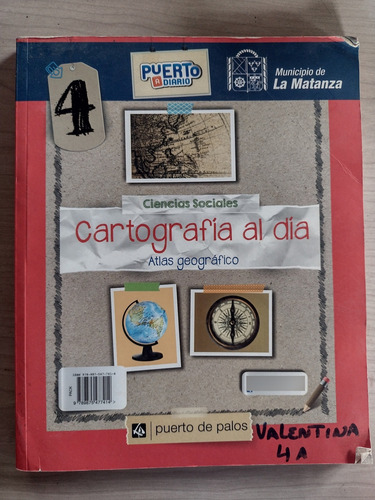 4
PUERTO
A DIARIO
Municipio de
La Matanza
Ciencias Sociales
Cartografía al día
Atlas geográfico
PACK
puerto de palos
VALENTINA
4 A